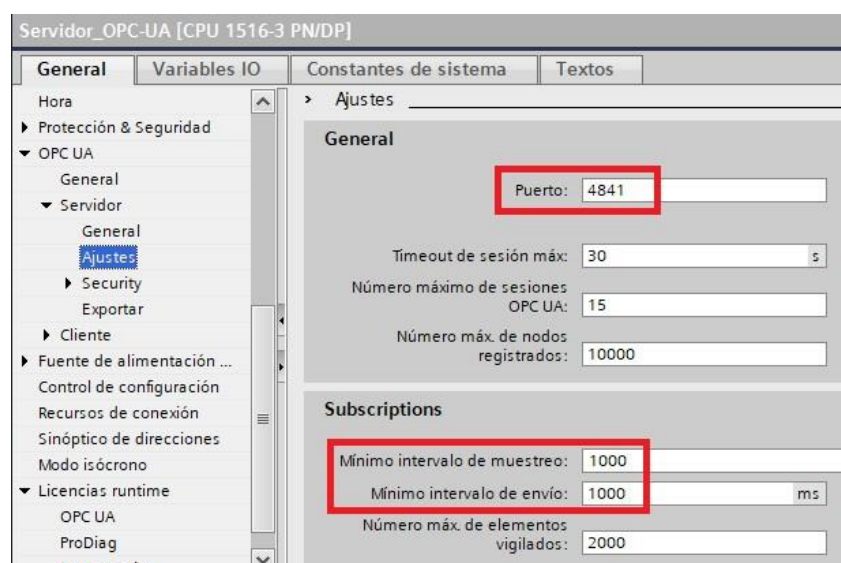 Servidor_OPC-UA [CPU 1516-3 PN/DP]
General
Variables IO
Constantes de sistema
Textos
Hora
Protección & Seguridad
OPC UA
General
Servidor
General
Ajustes
Security
Exportar
Cliente
Fuente de alimentación ...
Control de configuración
Recursos de conexión
Sinóptico de direcciones
Modo isócrono
Licencias runtime
OPC UA
ProDiag
Ajustes
General
Puerto: 4841
Timeout de sesión máx: 30 s
Número máximo de sesiones
OPC UA: 15
Número máx. de nodos
registrados: 10000
Subscriptions
Mínimo intervalo de muestreo: 1000
Mínimo intervalo de envío: 1000 ms
Número máx. de elementos
vigilados: 2000